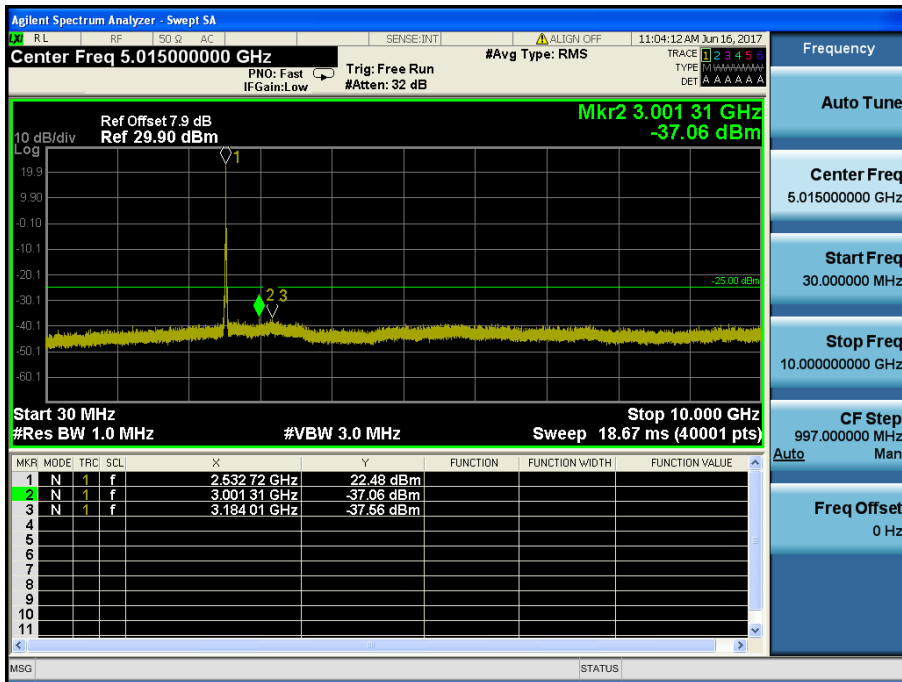 Agilent Spectrum Analyzer - Swept SA
LXI RL RF 50 Ω AC SENSE:INT ALIGN OFF 11:04:12 AM Jun 16, 2017
Center Freq 5.015000000 GHz
PNO: Fast
IFGain:Low
Trig: Free Run
#Atten: 32 dB
#Avg Type: RMS
TRACE 1 2 3 4 5 6
TYPE M
DET A A A A A A
Mkr2 3.001 31 GHz
-37.06 dBm
Ref Offset 7.9 dB
10 dB/div Ref 29.90 dBm
Log
1
19.9
9.90
-0.10
-10.1
-20.1
-25.00 dBm
2 3
-30.1
-40.1
-50.1
-60.1
Start 30 MHz Stop 10.000 GHz
#Res BW 1.0 MHz #VBW 3.0 MHz Sweep 18.67 ms (40001 pts)
MKR MODE TRC SCL X Y FUNCTION FUNCTION WIDTH FUNCTION VALUE
1 N 1 f 2.532 72 GHz 22.48 dBm
2 N 1 f 3.001 31 GHz -37.06 dBm
3 N 1 f 3.184 01 GHz -37.56 dBm
4
5
6
7
8
9
10
11
MSG STATUS
Frequency
Auto Tune
Center Freq
5.015000000 GHz
Start Freq
30.000000 MHz
Stop Freq
10.000000000 GHz
CF Step
997.000000 MHz
Auto Man
Freq Offset
0 Hz